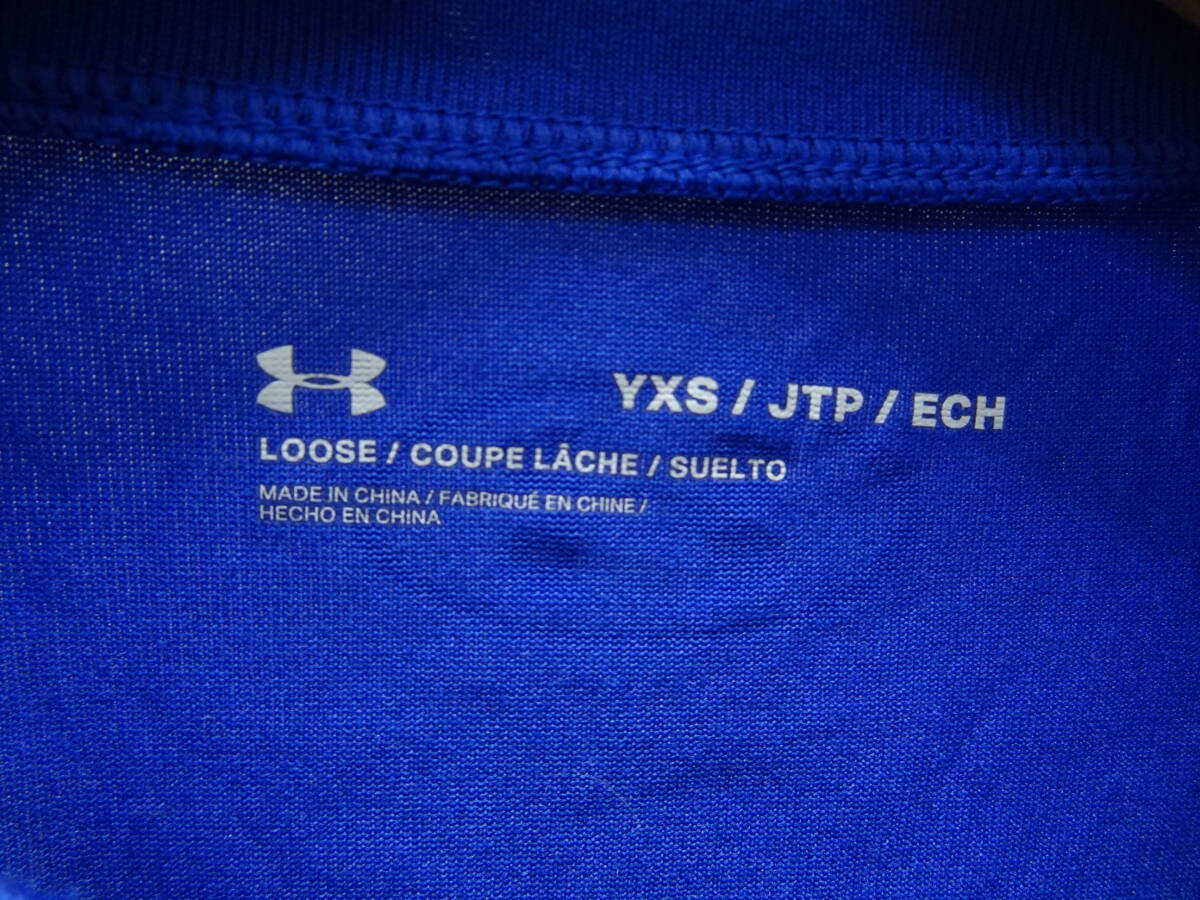 YXS / JTP / ECH
LOOSE / COUPE LÂCHE / SUELTO
MADE IN CHINA / FABRIQUÉ EN CHINE /
HECHO EN CHINA